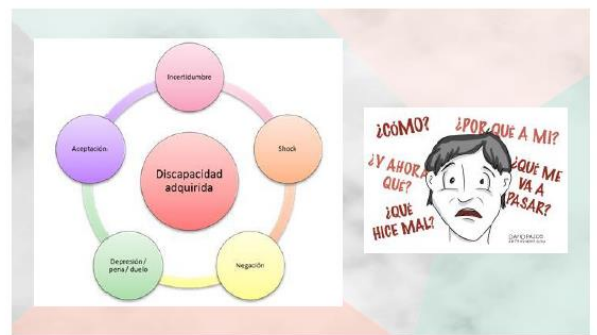 Incertidumbre
Shock
Negación
Depresión /
pena / duelo
Aceptación.
Discapacidad
adquirida
¿CÓMO?
¿POR QUÉ A MI?
¿Y AHORA
QUÉ?
¿QUÉ ME
VA A
PASAR?
¿QUÉ
HICE MAL?